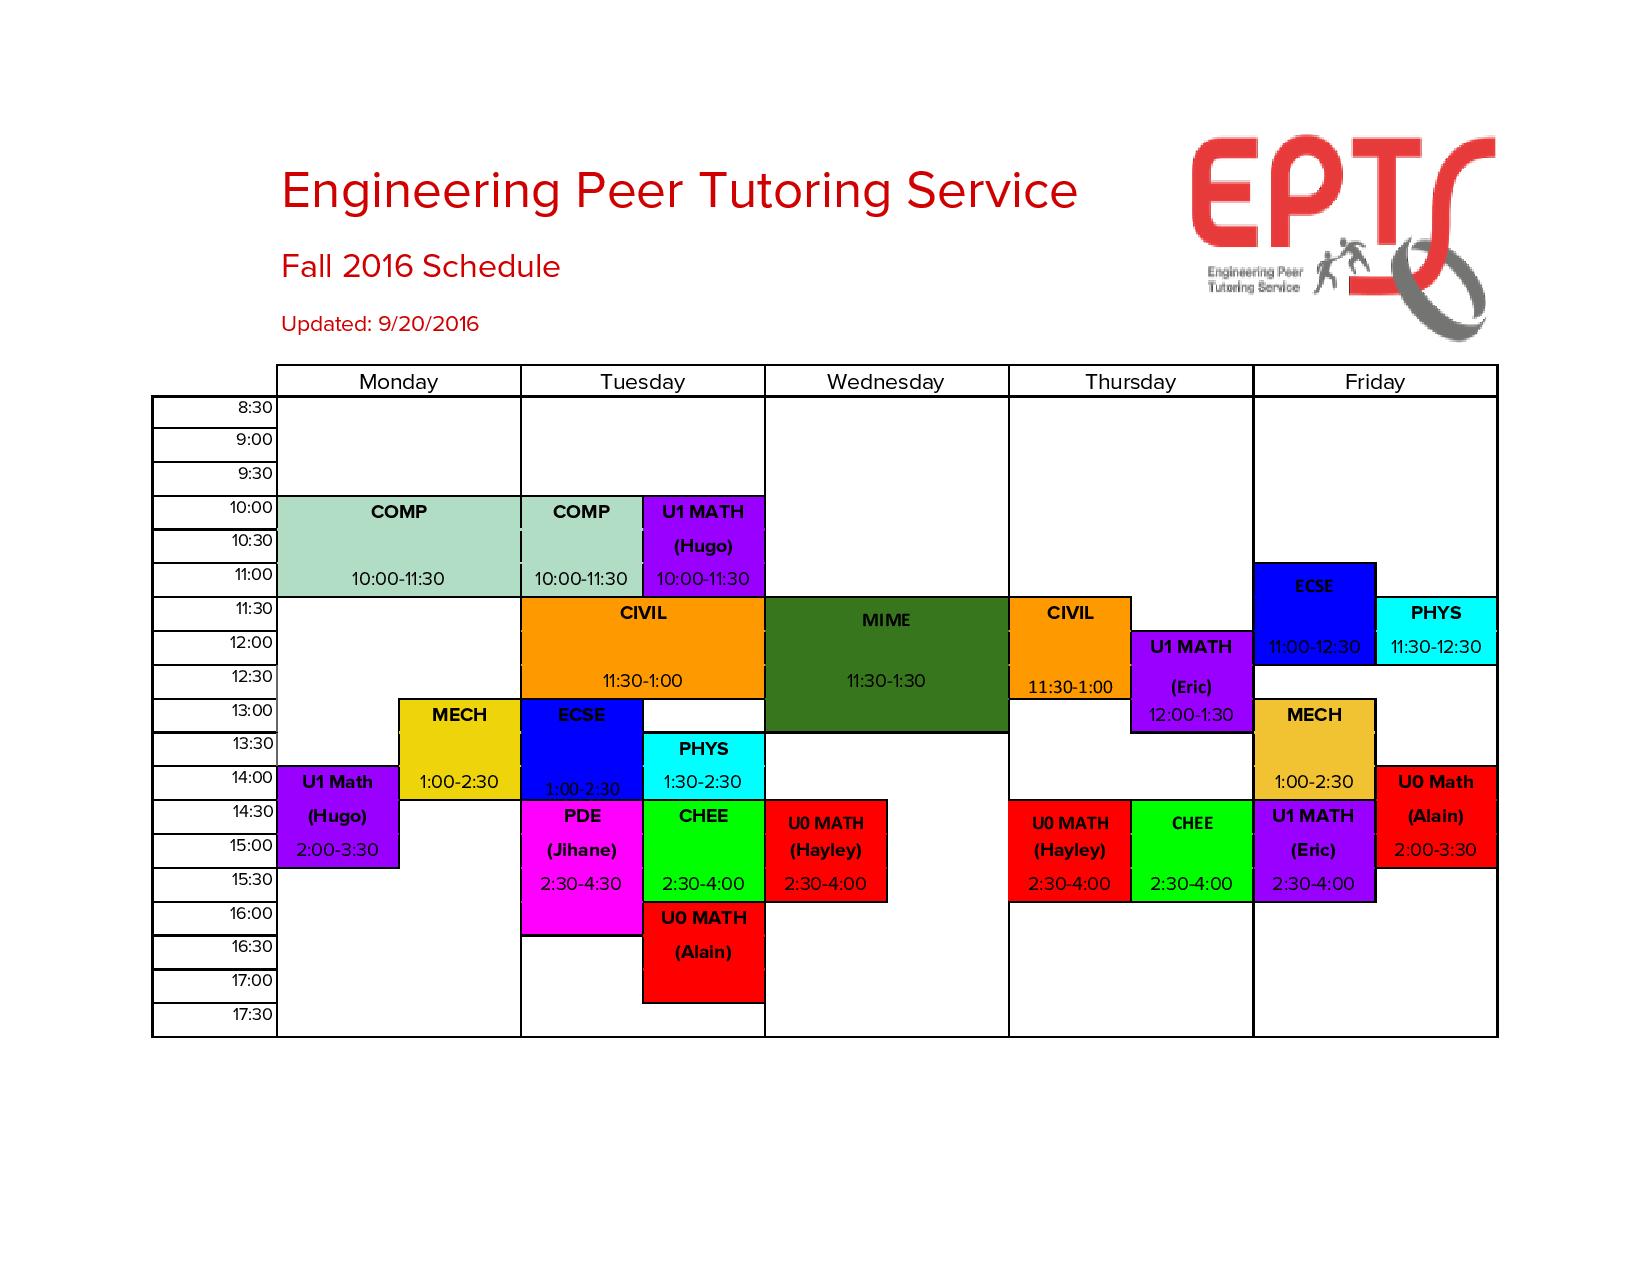 Engineering Peer Tutoring Service
Fall 2016 Schedule
Updated: 9/20/2016
EPTS
Engineering Peer
Tutoring Service
Monday Tuesday Wednesday Thursday Friday
8:30
9:00
9:30
10:00 COMP COMP U1 MATH
10:30 (Hugo)
11:00 10:00-11:30 10:00-11:30 10:00-11:30 ECSE
11:30 CIVIL MIME CIVIL PHYS
12:00 U1 MATH 11:00-12:30 11:30-12:30
12:30 11:30-1:00 11:30-1:30 11:30-1:00 (Eric)
13:00 MECH ECSE 12:00-1:30 MECH
13:30 PHYS
14:00 U1 Math 1:00-2:30 1:00-2:30 1:30-2:30 1:00-2:30 U0 Math
14:30 (Hugo) PDE CHEE U0 MATH U0 MATH CHEE U1 MATH (Alain)
15:00 2:00-3:30 (Jihane) (Hayley) (Hayley) (Eric) 2:00-3:30
15:30 2:30-4:30 2:30-4:00 2:30-4:00 2:30-4:00 2:30-4:00 2:30-4:00
16:00 U0 MATH
16:30 (Alain)
17:00
17:30